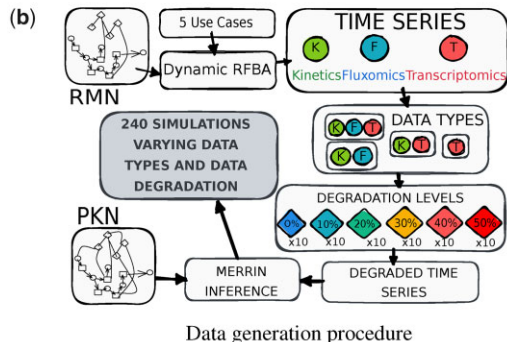 (b)
5 Use Cases
Dynamic RFBA
RMN
TIME SERIES
K F T
Kinetics Fluxomics Transcriptomics
DATA TYPES
K F T
K T
T
K F
240 SIMULATIONS
VARYING DATA
TYPES AND DATA
DEGRADATION
DEGRADATION LEVELS
0% 10% 20% 30% 40% 50%
x10 x10 x10 x10 x10 x10
PKN
MERRIN
INFERENCE
DEGRADED TIME
SERIES
Data generation procedure